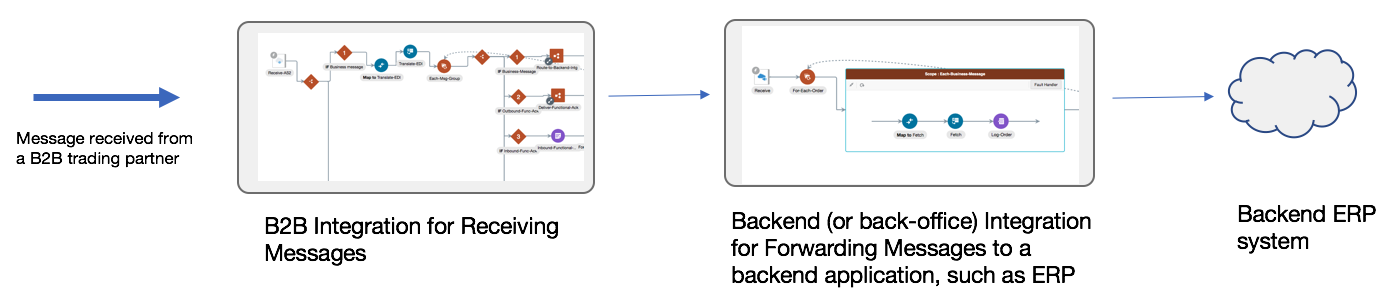 Message received from
a B2B trading partner
Receive-AS2
1
IF Business message
Map to Translate-EDI
Translate-EDI
Each-Msg-Group
1
IF Business-Message
Route-to-Backend-Intg
2
IF Outbound-Func-Ack
Deliver-Functional-Ack
3
IF Inbound-Func-Ack
Inbound-Functional...
B2B Integration for Receiving
Messages
Receive
For-Each-Order
Scope : Each-Business-Message
Fault Handler
Map to Fetch
Fetch
Log-Order
Backend (or back-office) Integration
for Forwarding Messages to a
backend application, such as ERP
Backend ERP
system